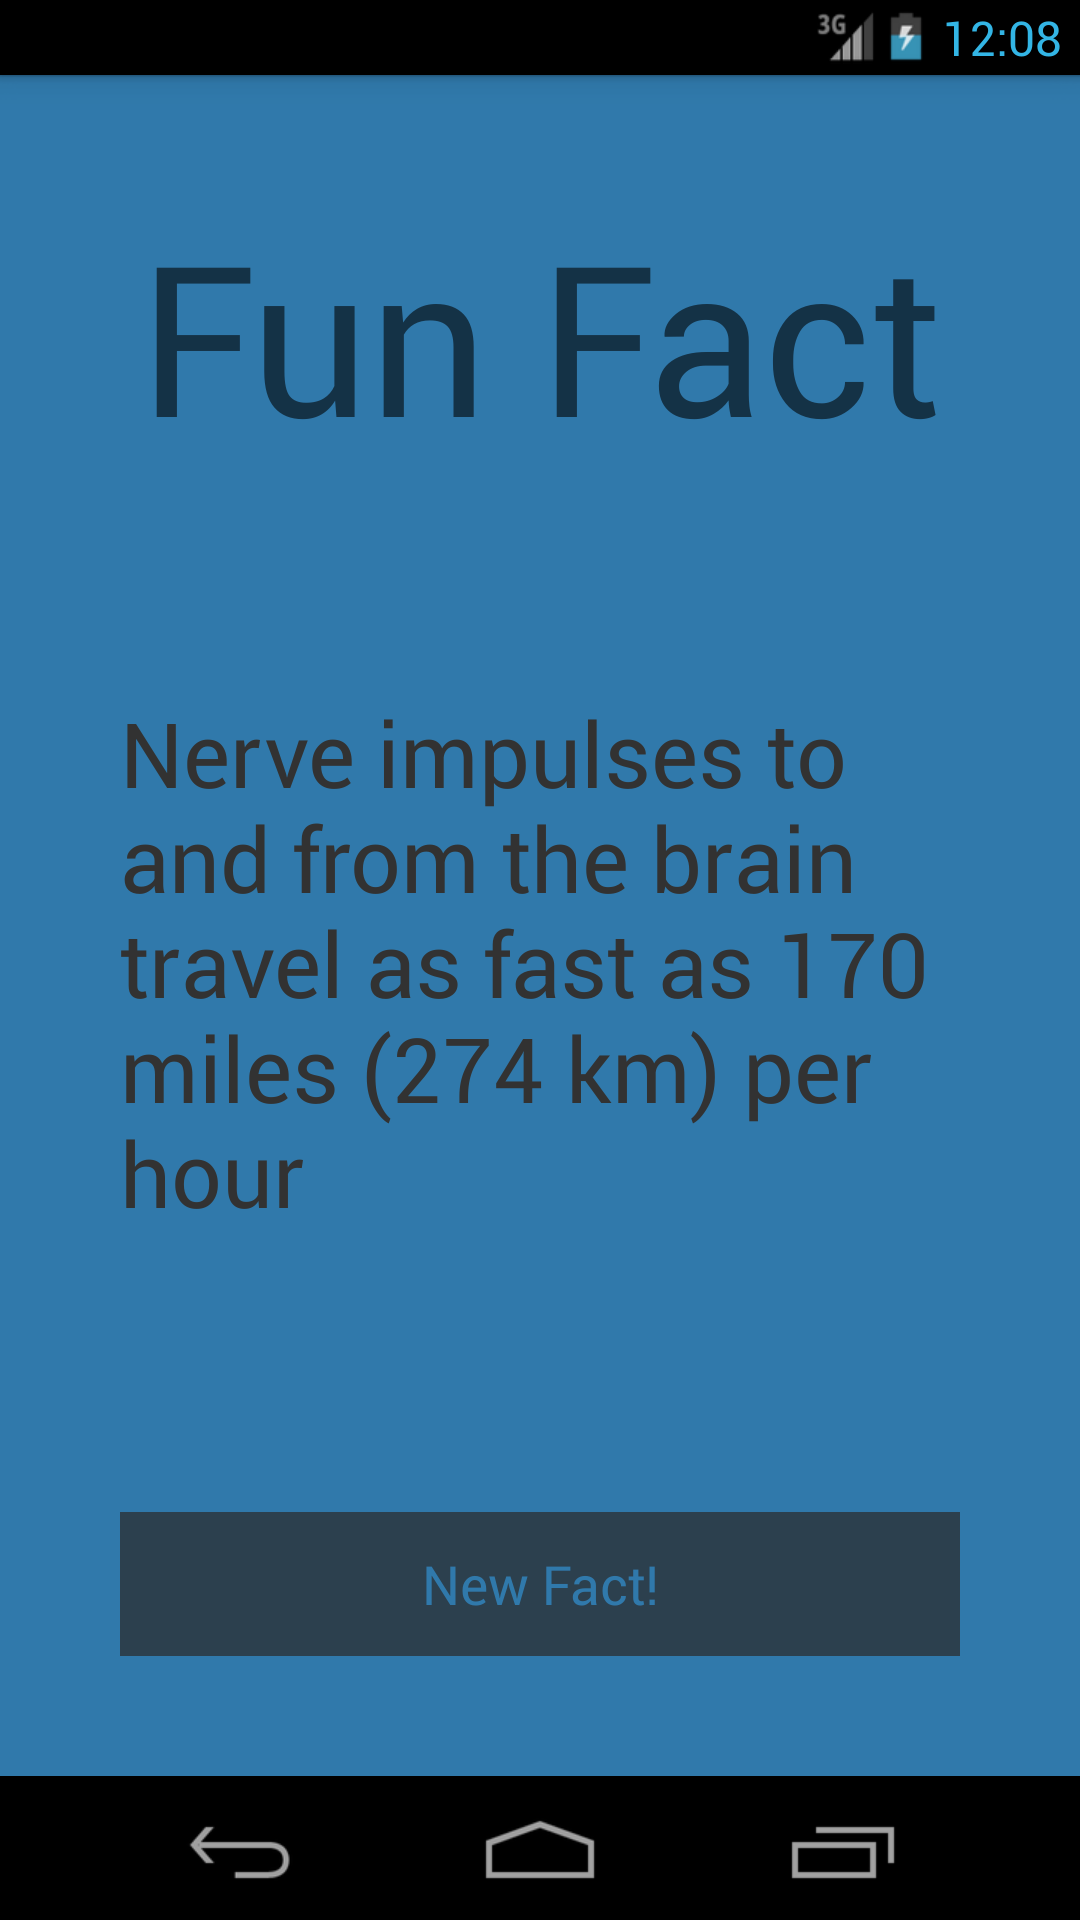 3G 12:08
Fun Fact
Nerve impulses to
and from the brain
travel as fast as 170
miles (274 km) per
hour
New Fact!